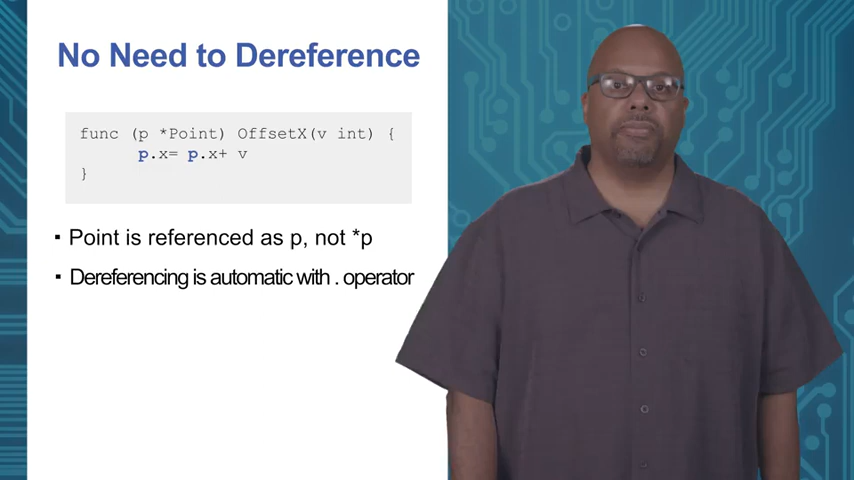 No Need to Dereference
func (p *Point) OffsetX(v int) {
p.x= p.x+ v
}
▪ Point is referenced as p, not *p
▪ Dereferencing is automatic with . operator